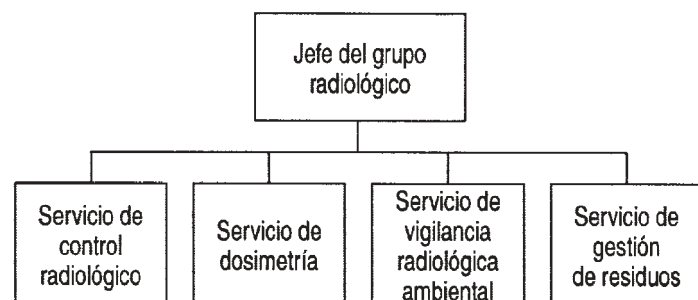 Jefe del grupo
radiológico
Servicio de
control
radiológico
Servicio de
dosimetría
Servicio de
vigilancia
radiológica
ambiental
Servicio de
gestión
de residuos